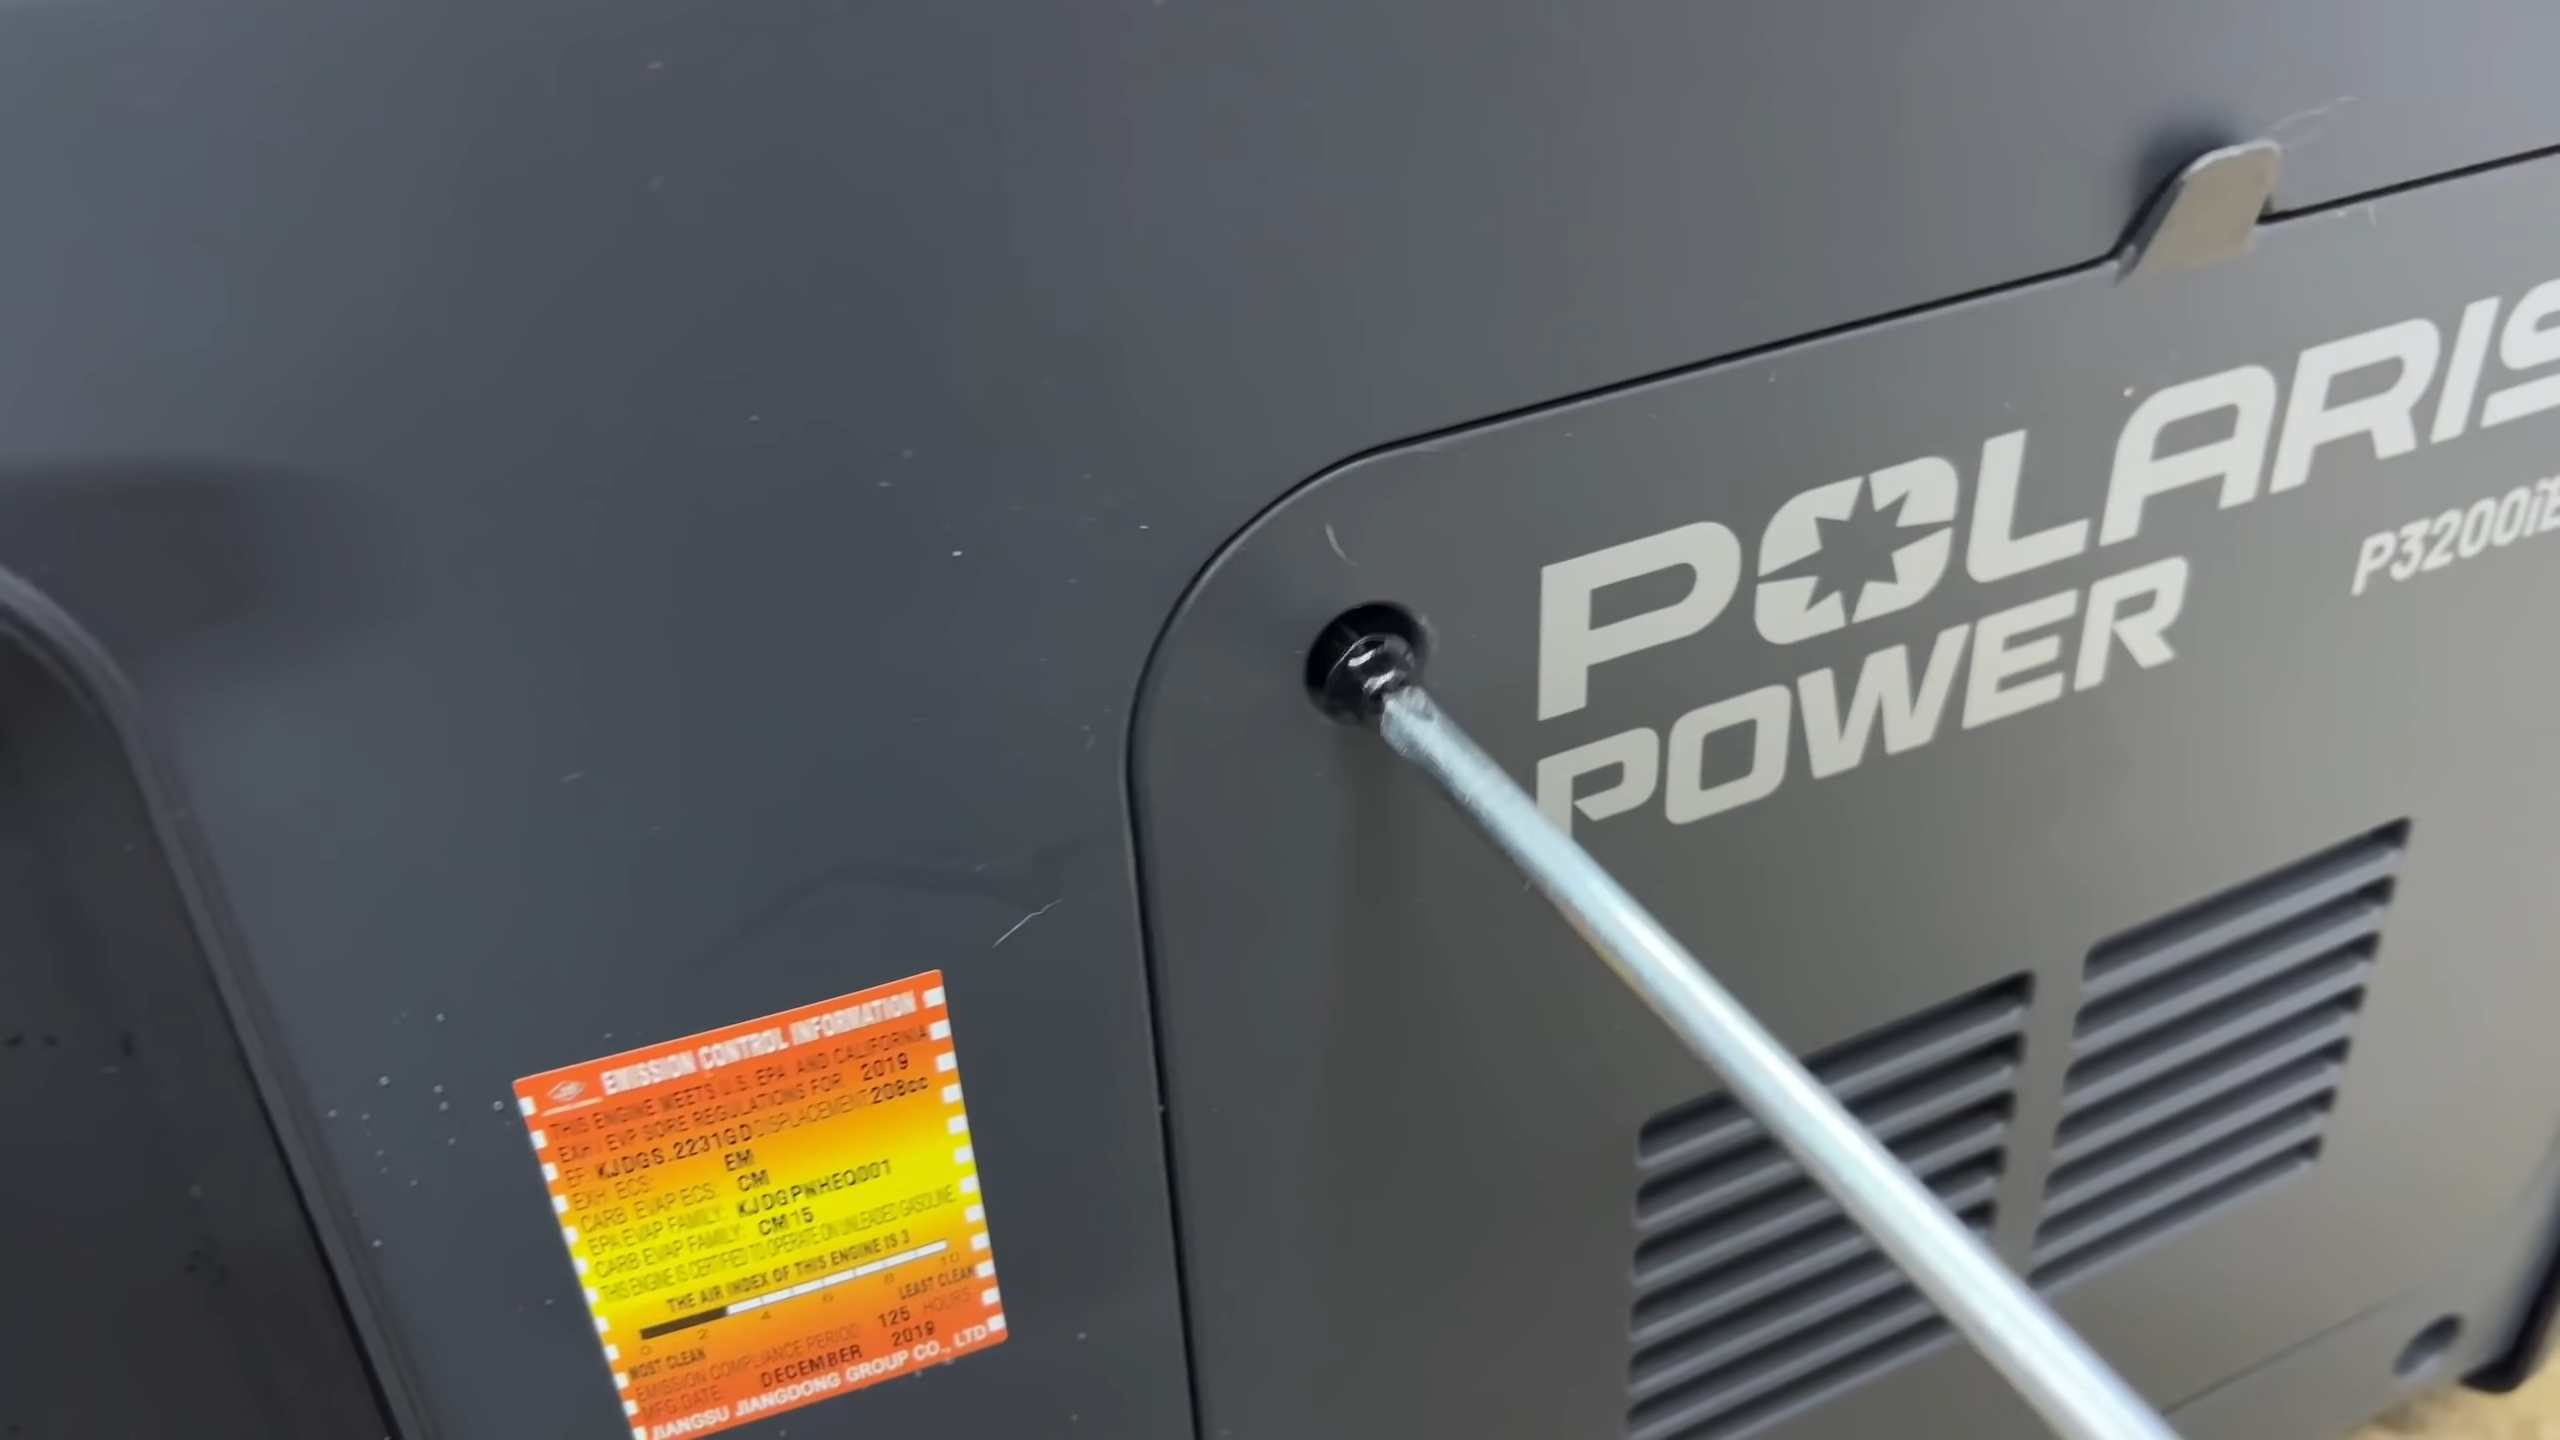 POLARIS
POWER
P3200iE
EMISSION CONTROL INFORMATION
THIS ENGINE MEETS U.S. EPA AND CALIFORNIA
EXH / EVP SORE REGULATIONS FOR 2019
EF: KJDGS.2231GD DISPLACEMENT: 208cc
EXH ECS: EM
CARB EVAP ECS: CM
EPA EVAP FAMILY: KJDGPWHEQ001
CARB EVAP FAMILY: CM15
THIS ENGINE IS CERTIFIED TO OPERATE ON UNLEADED GASOLINE
THE AIR INDEX OF THIS ENGINE IS 3
0 2 4 6 8 10
MOST CLEAN LEAST CLEAN
EMISSION COMPLIANCE PERIOD: 125 HOURS
MFG DATE: DECEMBER 2019
JIANGSU JIANGDONG GROUP CO., LTD